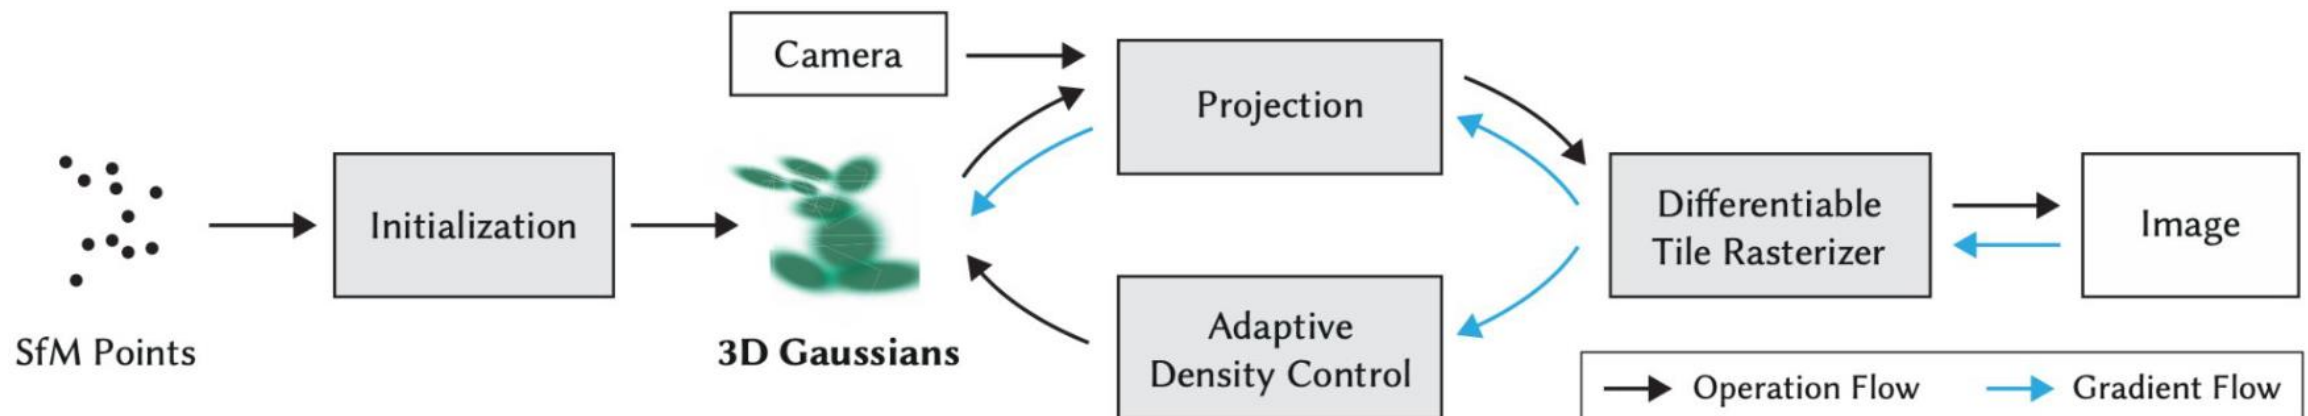 Camera
Projection
Initialization
Differentiable
Tile Rasterizer
Image
SfM Points
3D Gaussians
Adaptive
Density Control
Operation Flow
Gradient Flow